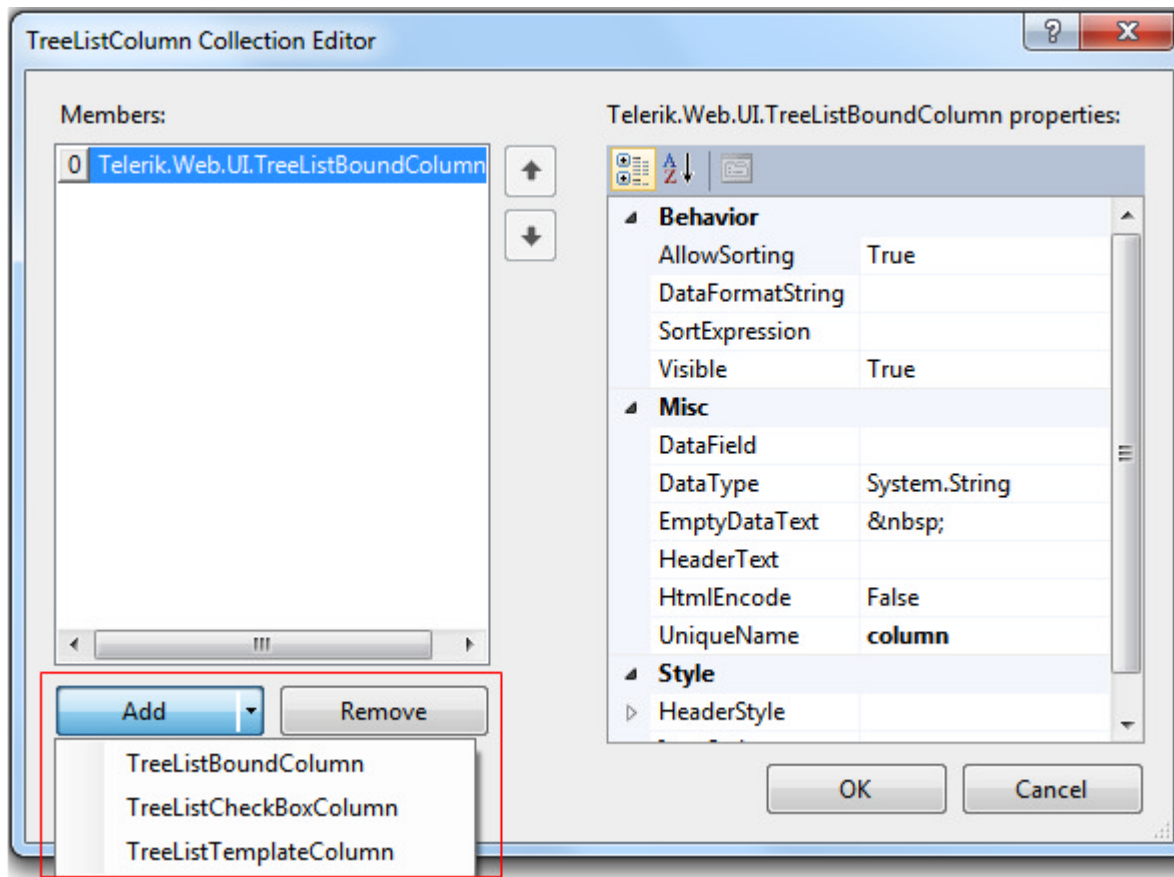 TreeListColumn Collection Editor
Members:
0 Telerik.Web.UI.TreeListBoundColumn
Add
Remove
TreeListBoundColumn
TreeListCheckBoxColumn
TreeListTemplateColumn
Telerik.Web.UI.TreeListBoundColumn properties:
Behavior
AllowSorting True
DataFormatString
SortExpression
Visible True
Misc
DataField
DataType System.String
EmptyDataText &nbsp;
HeaderText
HtmlEncode False
UniqueName column
Style
HeaderStyle
OK
Cancel